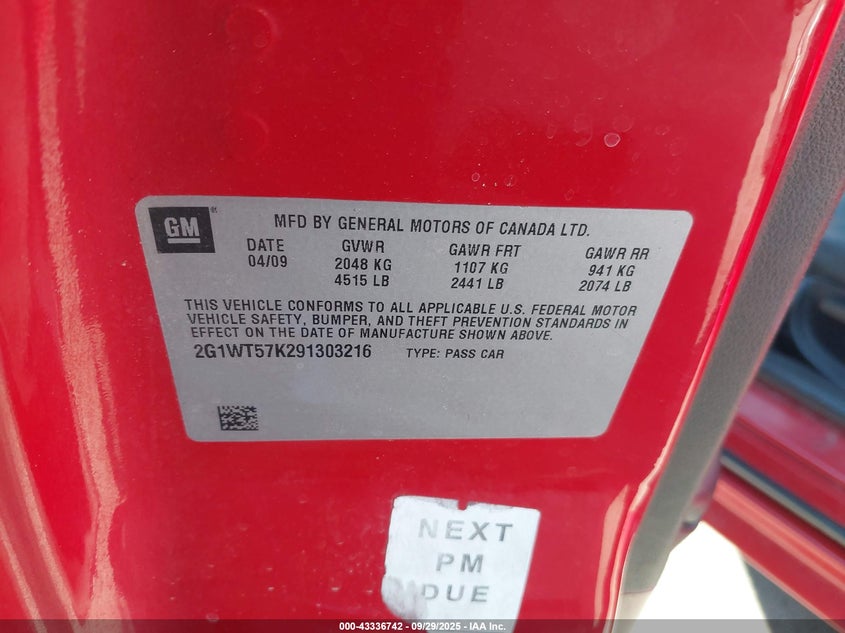 GM ®
MFD BY GENERAL MOTORS OF CANADA LTD.
DATE GVWR GAWR FRT GAWR RR
04/09 2048 KG 1107 KG 941 KG
4515 LB 2441 LB 2074 LB
THIS VEHICLE CONFORMS TO ALL APPLICABLE U.S. FEDERAL MOTOR
VEHICLE SAFETY, BUMPER, AND THEFT PREVENTION STANDARDS IN
EFFECT ON THE DATE OF MANUFACTURE SHOWN ABOVE.
2G1WT57K291303216 TYPE: PASS CAR
NEXT
PM
DUE
000-43336742 - 09/29/2025 - IAA Inc.